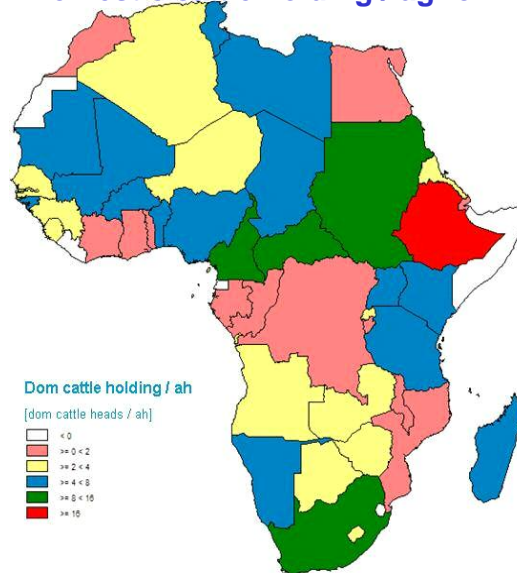 Dom cattle holding / ah
[dom cattle heads / ah]
< 0
>= 0 < 2
>= 2 < 4
>= 4 < 8
>= 8 < 16
>= 16